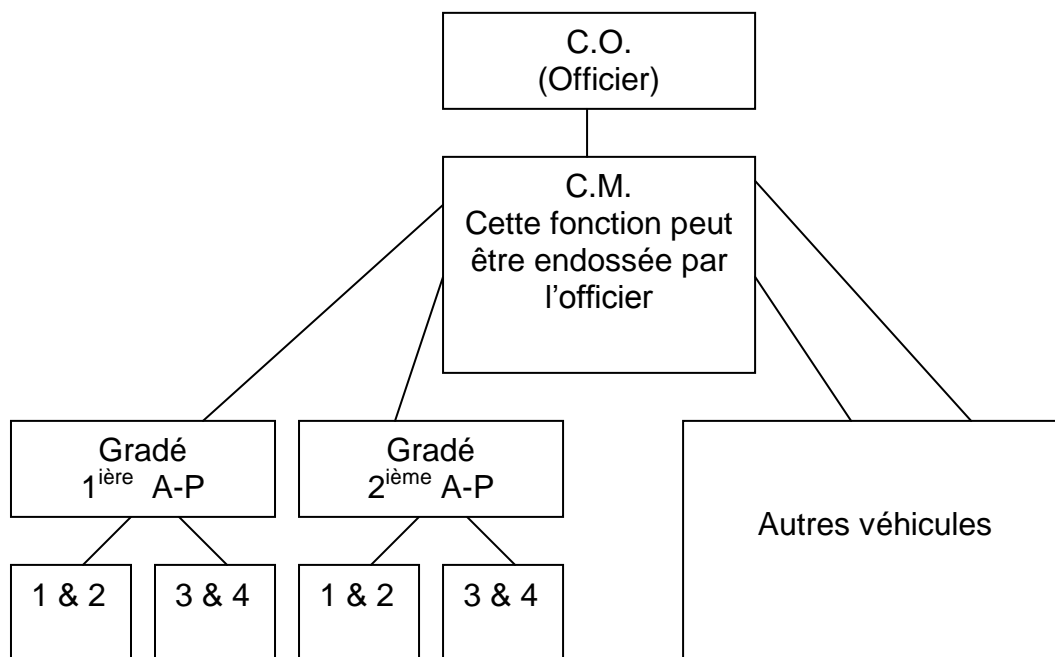 C.O.
(Officier)
C.M.
Cette fonction peut
être endossée par
l’officier
Gradé
1ière A-P
Gradé
2ième A-P
Autres véhicules
1 & 2
3 & 4
1 & 2
3 & 4